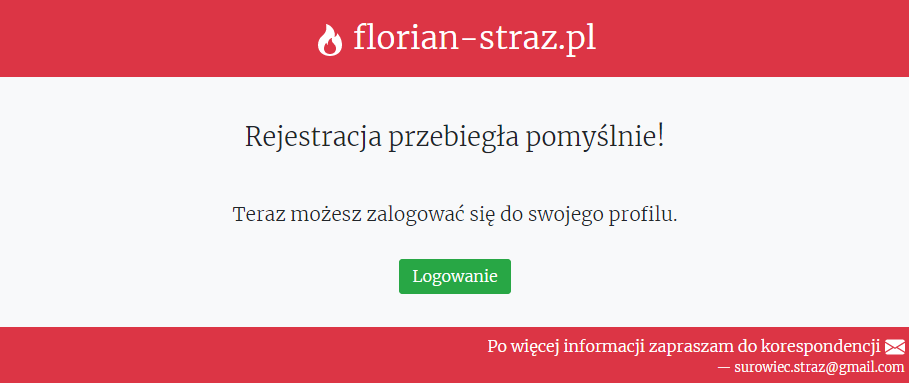 florian-straz.pl
Rejestracja przebiegła pomyślnie!
Teraz możesz zalogować się do swojego profilu.
Logowanie
Po więcej informacji zapraszam do korespondencji
— surowiec.straz@gmail.com